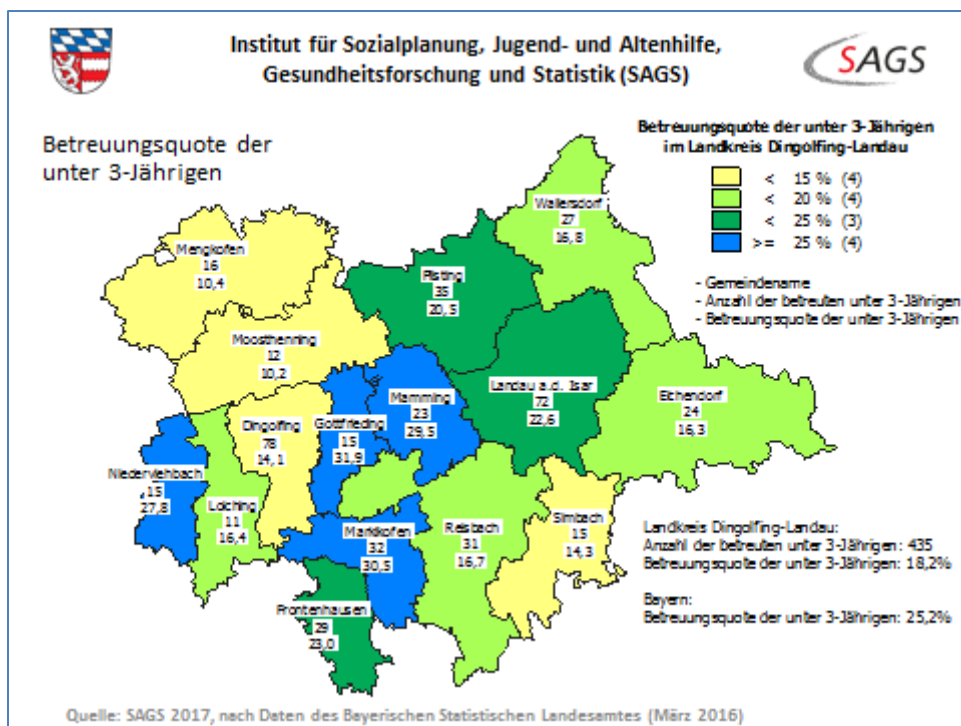 Institut für Sozialplanung, Jugend- und Altenhilfe,
Gesundheitsforschung und Statistik (SAGS)
SAGS
Betreuungsquote der
unter 3-Jährigen
Betreuungsquote der unter 3-Jährigen
im Landkreis Dingolfing-Landau
< 15 % (4)
< 20 % (4)
< 25 % (3)
>= 25 % (4)
- Gemeindename
- Anzahl der betreuten unter 3-Jährigen
- Betreuungsquote der unter 3-Jährigen
Wallersdorf
27
16,8
Mengkofen
16
10,4
Pilsting
35
20,5
Moosthenning
12
10,2
Landau a.d. Isar
72
22,6
Eichendorf
24
16,3
Mamming
23
29,5
Gottfrieding
15
31,9
Dingolfing
78
14,1
Niederviehbach
15
27,8
Loiching
11
16,4
Marklkofen
32
30,5
Reisbach
31
16,7
Simbach
15
14,3
Frontenhausen
29
23,0
Landkreis Dingolfing-Landau:
Anzahl der betreuten unter 3-Jährigen: 435
Betreuungsquote der unter 3-Jährigen: 18,2%
Bayern:
Betreuungsquote der unter 3-Jährigen: 25,2%
Quelle: SAGS 2017, nach Daten des Bayerischen Statistischen Landesamtes (März 2016)